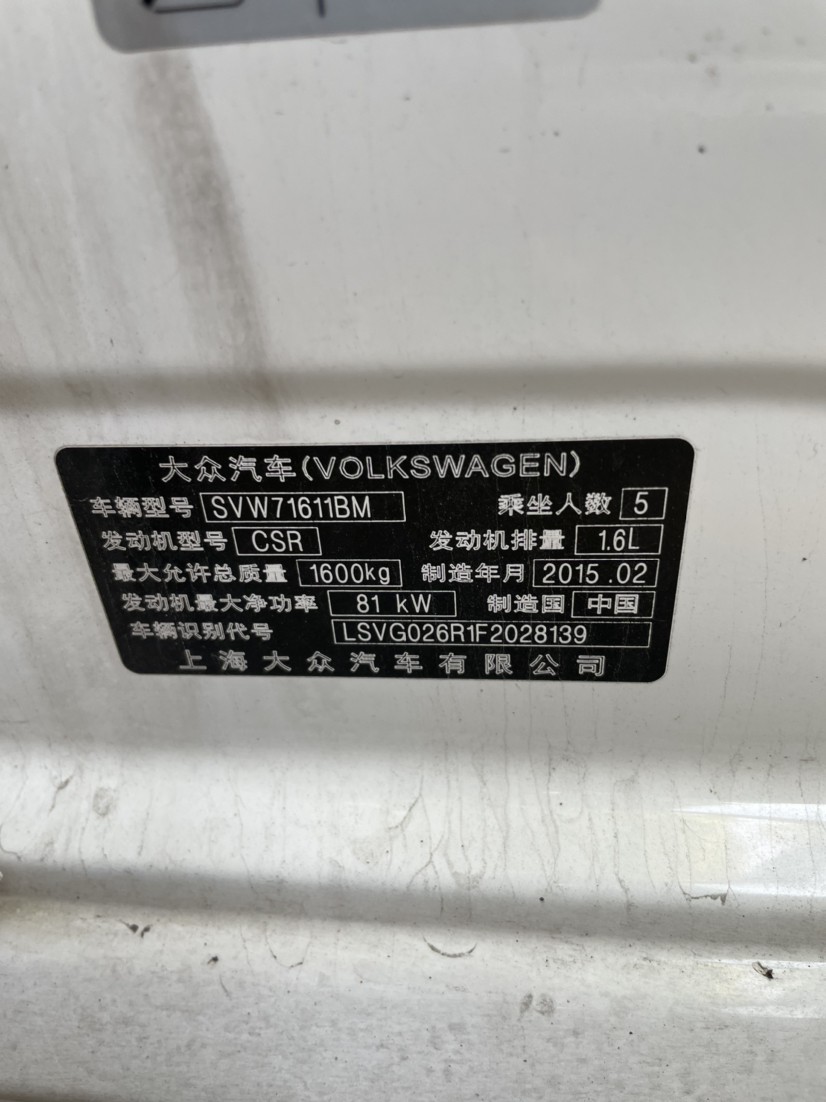 大众汽车(VOLKSWAGEN)
车辆型号 SVW71611BM 乘坐人数 5
发动机型号 CSR 发动机排量 1.6L
最大允许总质量 1600kg 制造年月 2015.02
发动机最大净功率 81 kW 制造国 中国
车辆识别代号 LSVG026R1F2028139
上海大众汽车有限公司